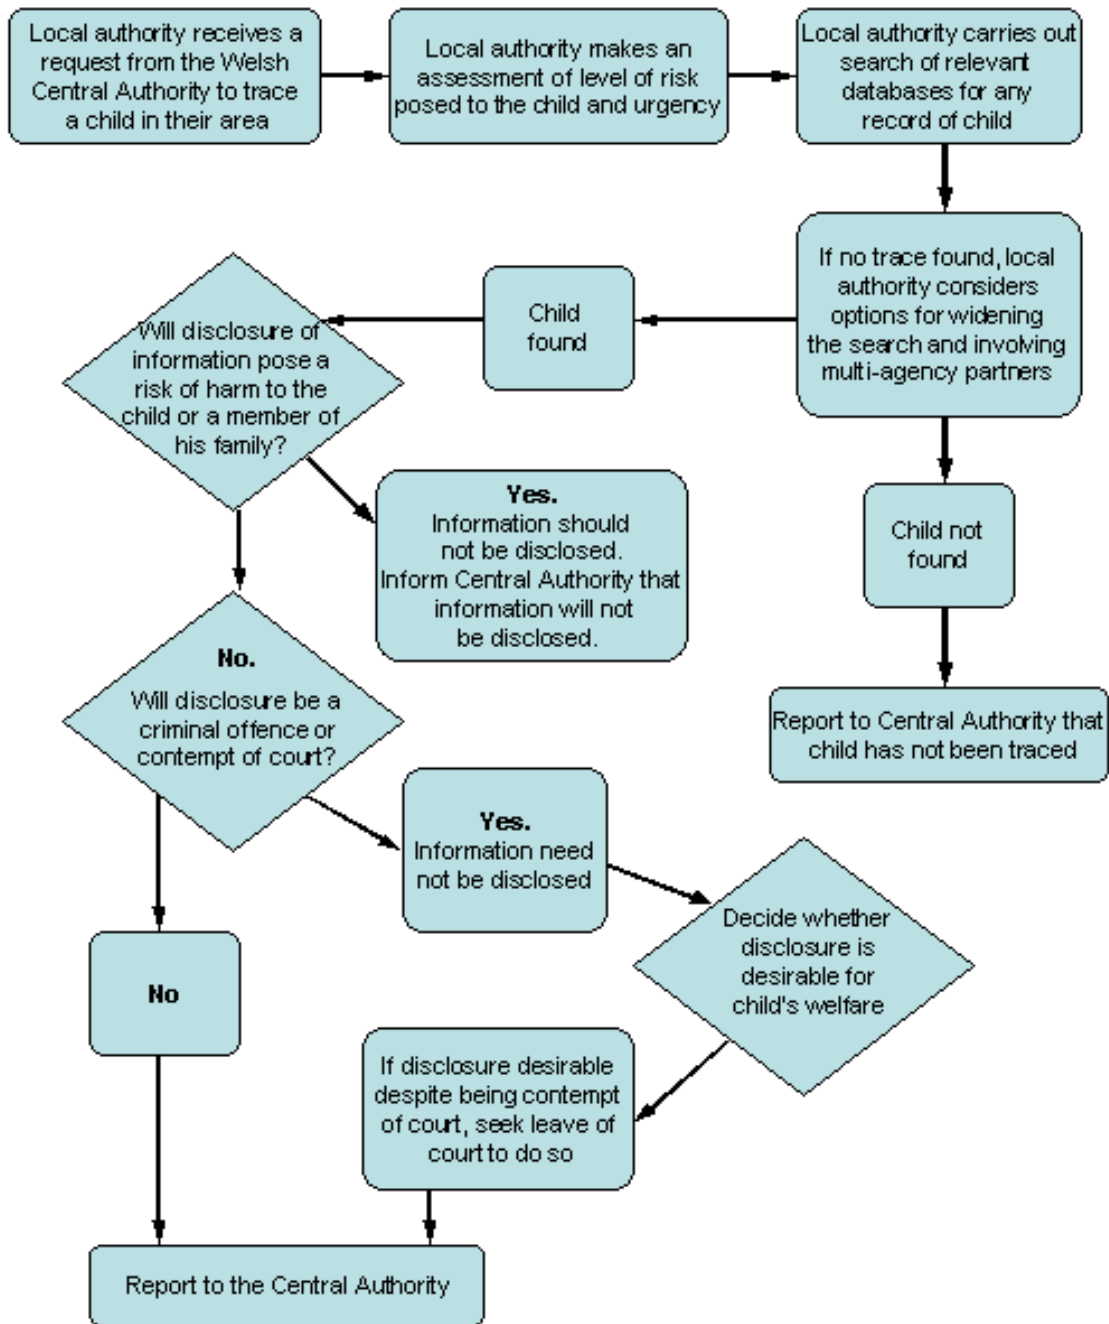 Local authority receives a
request from the Welsh
Central Authority to trace
a child in their area
Local authority makes an
assessment of level of risk
posed to the child and urgency
Local authority carries out
search of relevant
databases for any
record of child
If no trace found, local
authority considers
options for widening
the search and involving
multi-agency partners
Child
found
Will disclosure of
information pose a
risk of harm to the
child or a member of
his family?
Yes.
Information should
not be disclosed.
Inform Central Authority that
information will not
be disclosed.
Child not
found
Report to Central Authority that
child has not been traced
No.
Will disclosure be a
criminal offence or
contempt of court?
Yes.
Information need
not be disclosed
Decide whether
disclosure is
desirable for
child's welfare
No
If disclosure desirable
despite being contempt
of court, seek leave of
court to do so
Report to the Central Authority